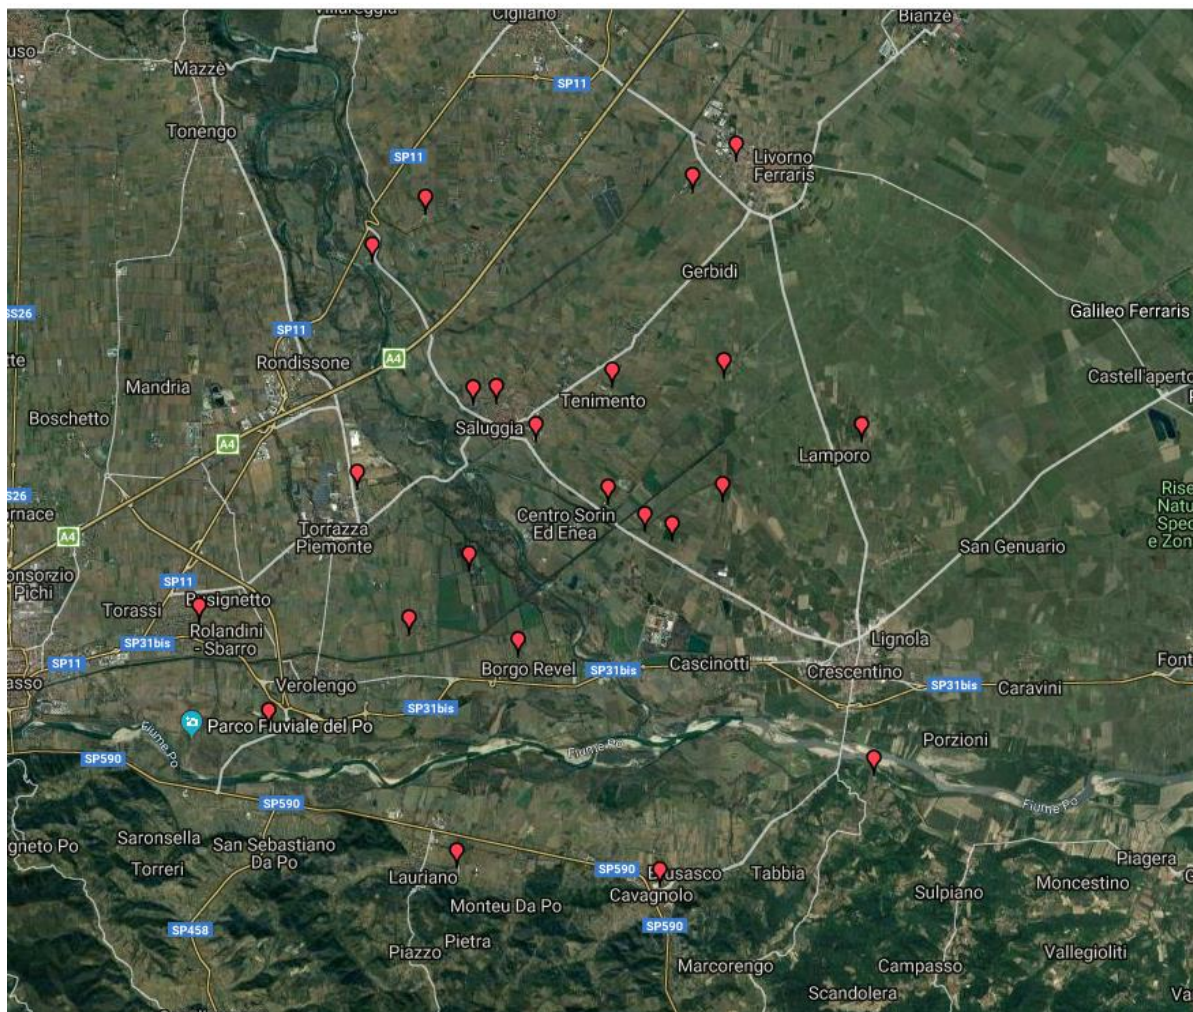 Cigliano
Bianzè
Mazzè
SP11
Tonengo
SP11
Livorno
Ferraris
Gerbidi
Galileo Ferraris
SS26
SP11
Rondissone
A4
Mandria
Castell'aperto
Boschetto
Tenimento
Saluggia
A4
Lamporo
Centro Sorin
Ed Enea
Torrazza
Piemonte
A4
San Genuario
SP11
Torassi
Rolandini
- Sbarro
SP31bis
SP11
Borgo Revel
SP31bis
Cascinotti
Lignola
Crescentino
Verolengo
SP31bis
SP31bis
Caravini
Parco Fluviale del Po
Fiume Po
Fiume Po
Porzioni
SP590
SP590
Fiume Po
Saronsella
San Sebastiano
Da Po
Torreri
Lauriano
SP590
Brusasco
Cavagnolo
Tabbia
Piagera
Moncestino
Sulpiano
Monteu Da Po
SP458
SP590
Piazzo
Pietra
Marcorengo
Campasso
Vallegioliti
Scandolera